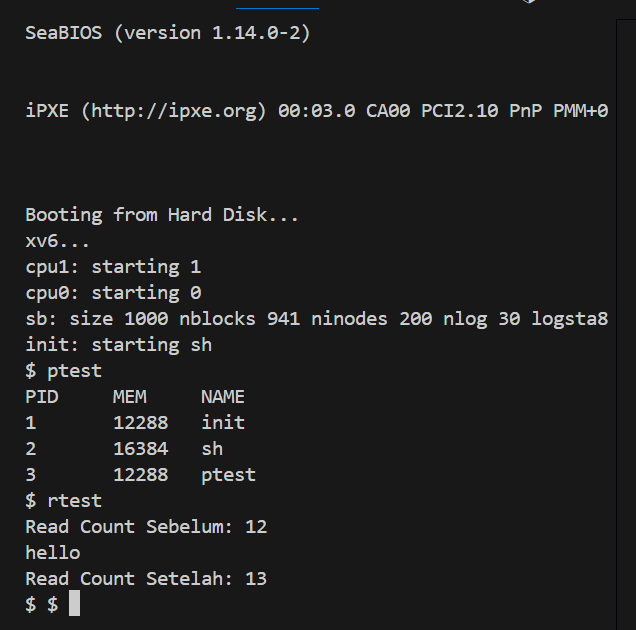 SeaBIOS (version 1.14.0-2)
iPXE (http://ipxe.org) 00:03.0 CA00 PCI2.10 PnP PMM+0
Booting from Hard Disk...
xv6...
cpu1: starting 1
cpu0: starting 0
sb: size 1000 nblocks 941 ninodes 200 nlog 30 logsta8
init: starting sh
$ ptest
PID     MEM     NAME
1       12288   init
2       16384   sh
3       12288   ptest
$ rtest
Read Count Sebelum: 12
hello
Read Count Setelah: 13
$ $